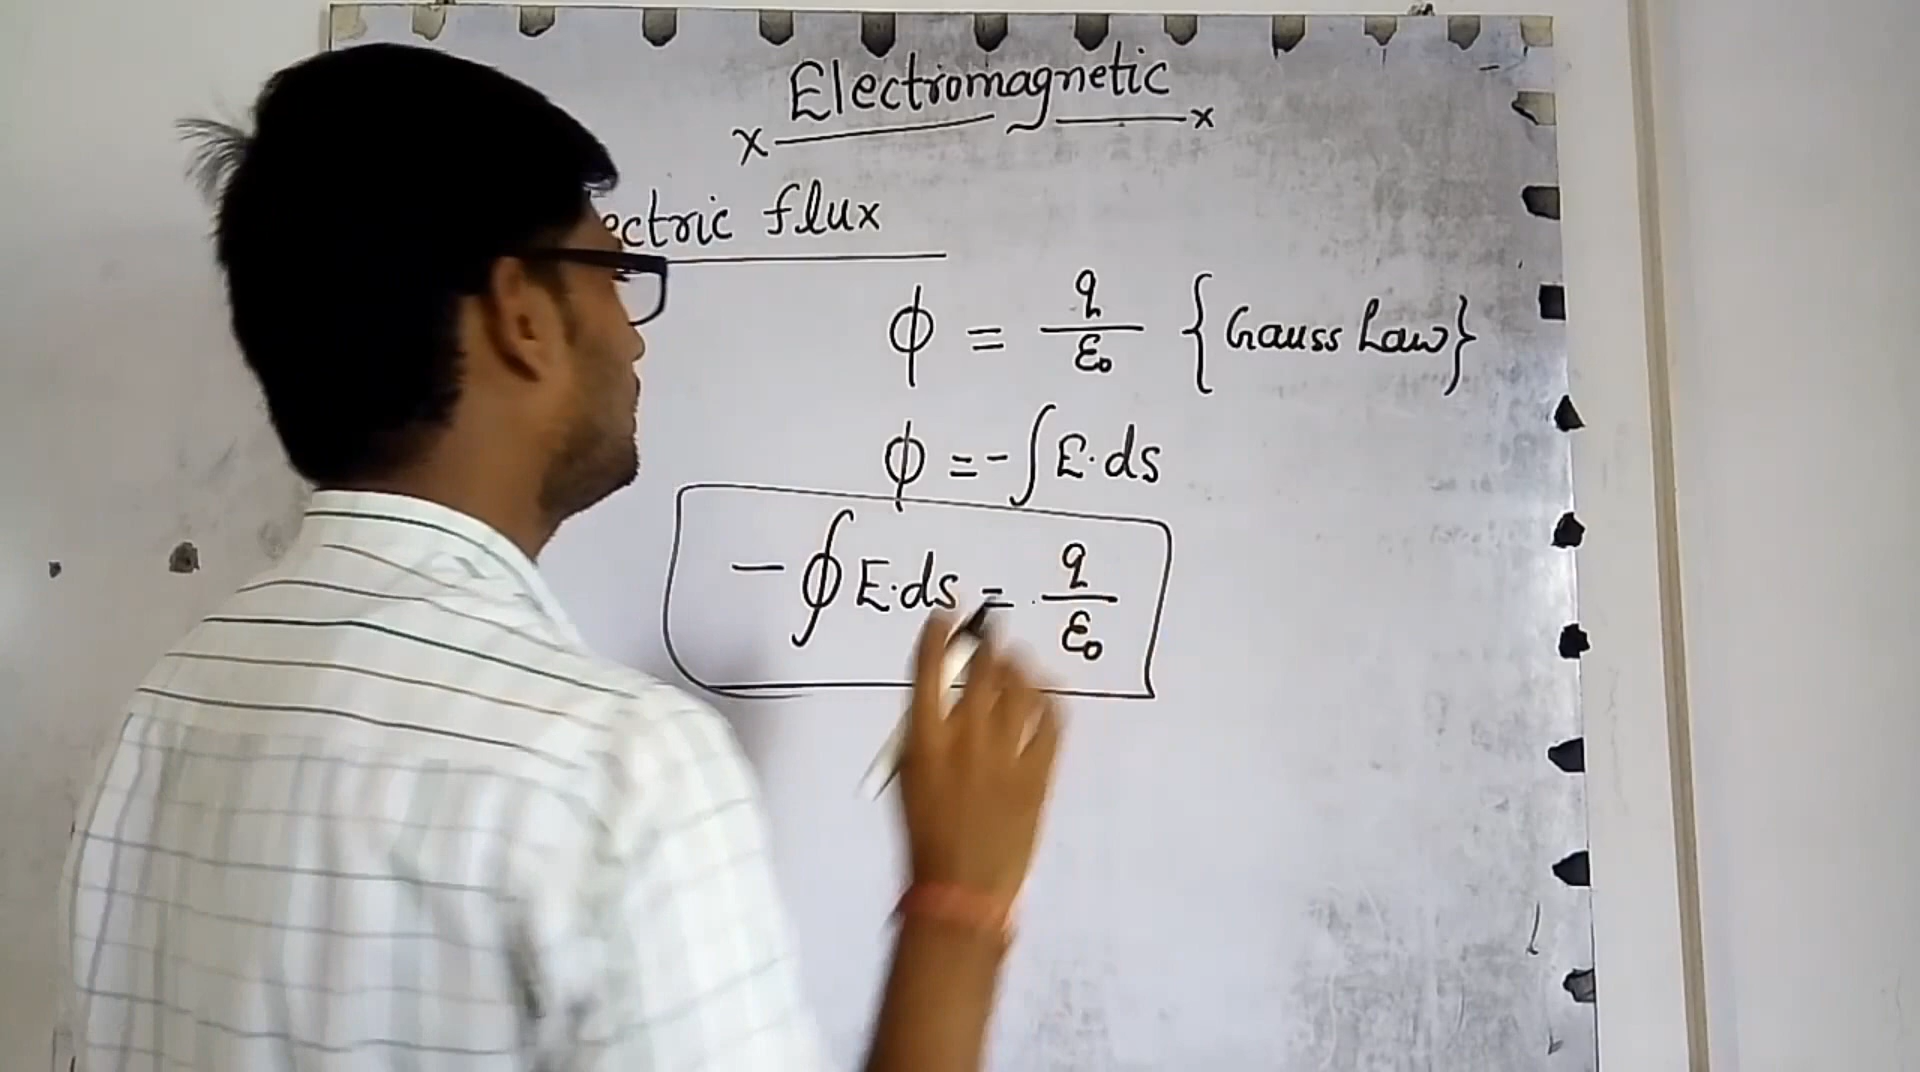 Electromagnetic
x x
ectric flux
ϕ = q/ε₀ {Gauss Law}
ϕ = -∫E·ds
-∮E·ds = q/ε₀